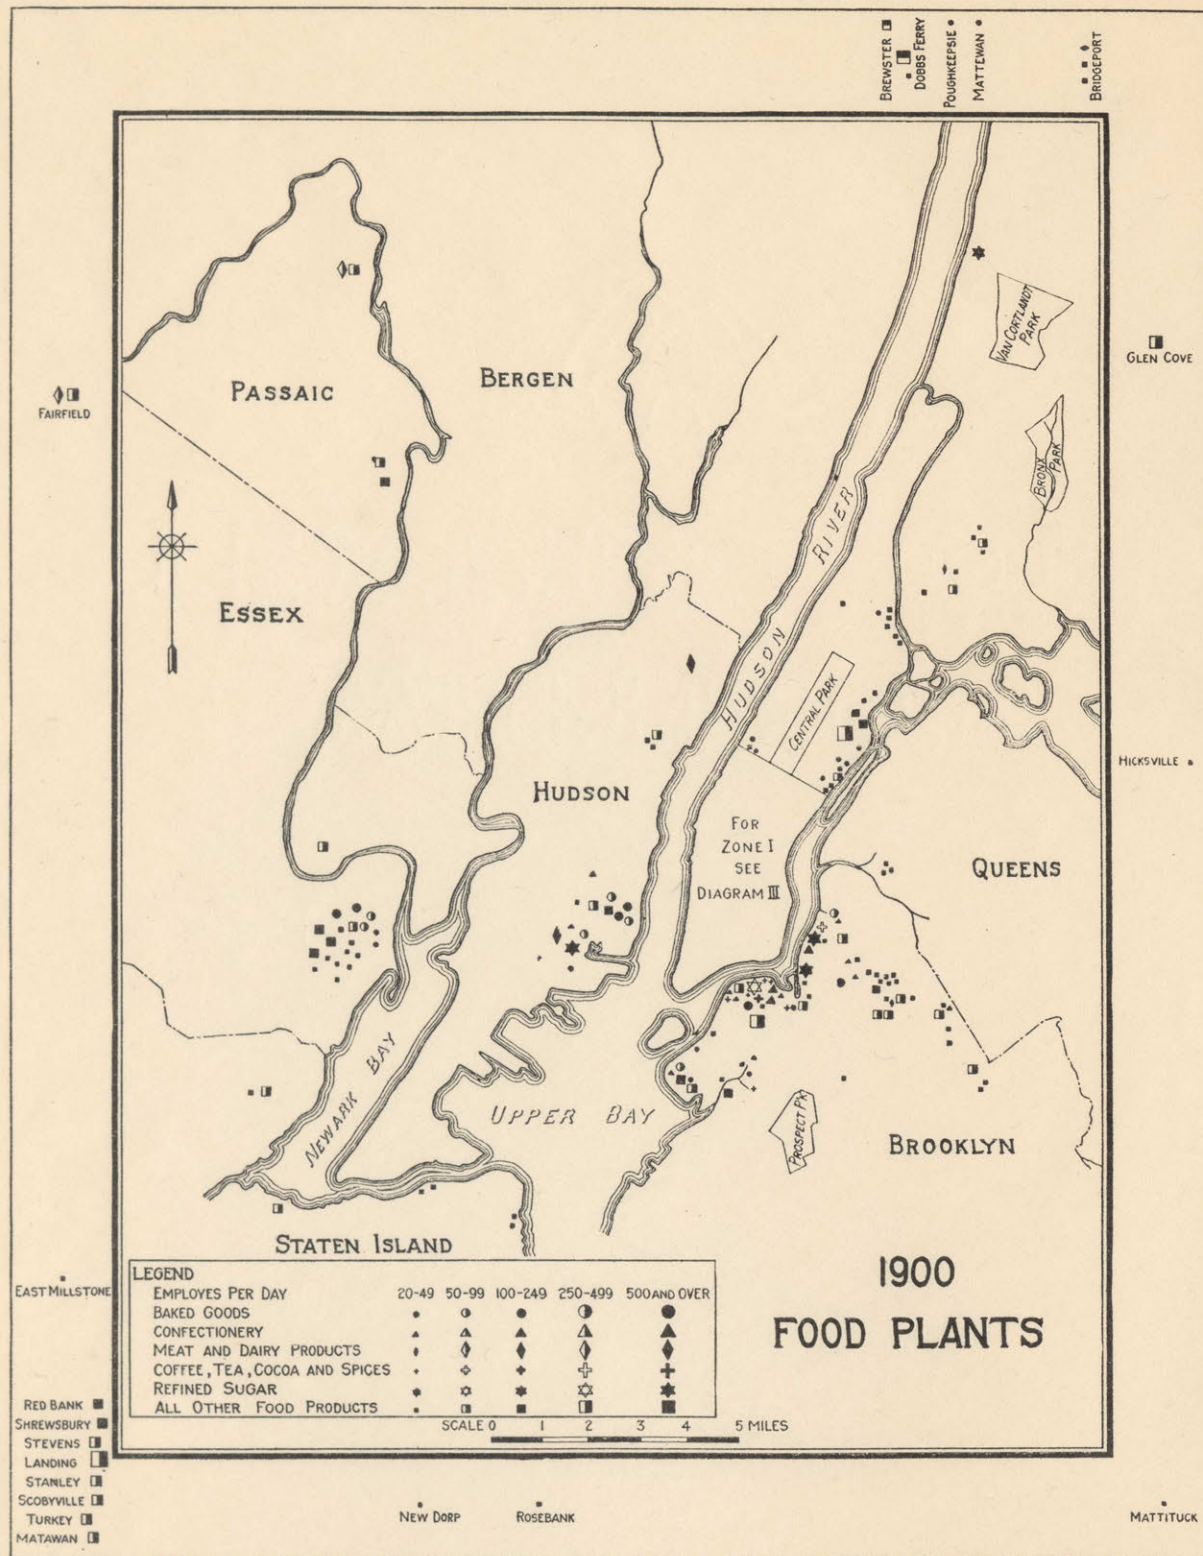 BREWSTER
DOBBS FERRY
POUGHKEEPSIE
MATTEWAN
BRIDGEPORT
VAN CORTLANDT
PARK
GLEN COVE
PASSAIC
BERGEN
FAIRFIELD
BRONX
PARK
HUDSON RIVER
ESSEX
CENTRAL PARK
HICKSVILLE
HUDSON
FOR
ZONE I
SEE
DIAGRAM III
QUEENS
NEWARK BAY
UPPER BAY
PROSPECT PK
BROOKLYN
STATEN ISLAND
1900
FOOD PLANTS
LEGEND
EMPLOYES PER DAY 20-49 50-99 100-249 250-499 500 AND OVER
BAKED GOODS
CONFECTIONERY
MEAT AND DAIRY PRODUCTS
COFFEE, TEA, COCOA AND SPICES
REFINED SUGAR
ALL OTHER FOOD PRODUCTS
SCALE 0 1 2 3 4 5 MILES
EAST MILLSTONE
RED BANK
SHREWSBURY
STEVENS
LANDING
STANLEY
SCOBYVILLE
TURKEY
MATAWAN
NEW DORP
ROSEBANK
MATTITUCK